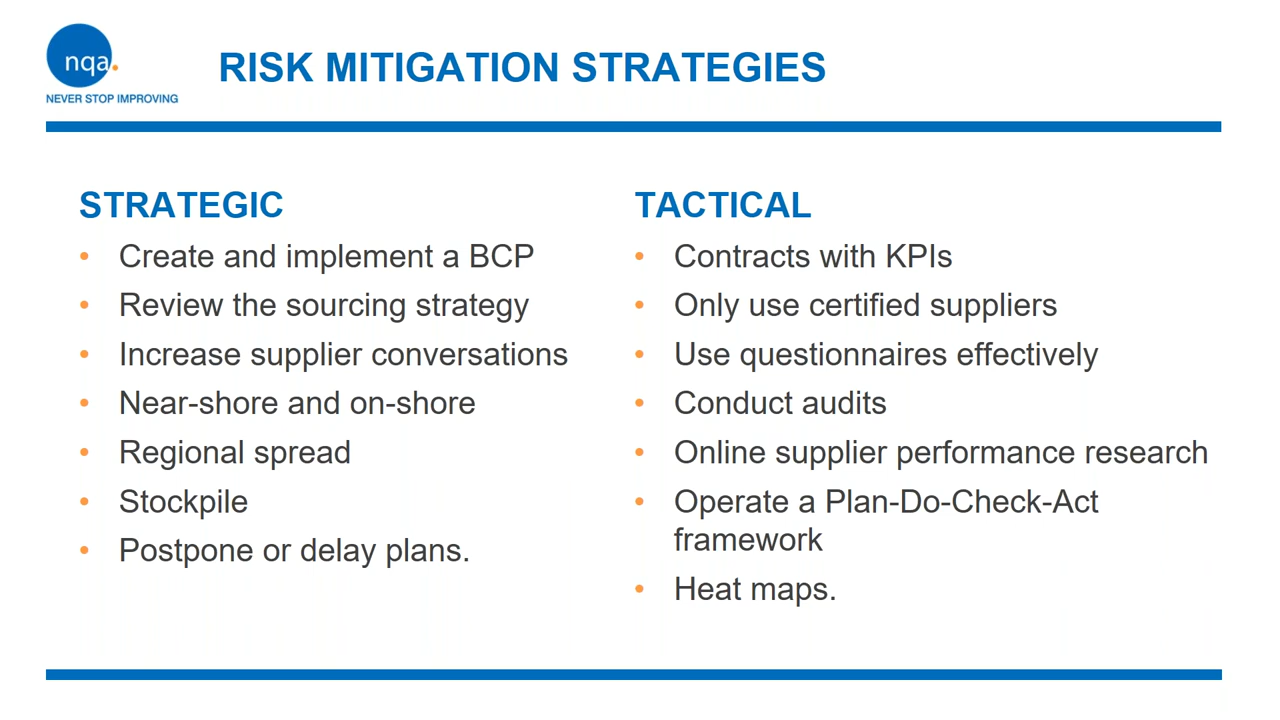 nqa.
NEVER STOP IMPROVING
RISK MITIGATION STRATEGIES
STRATEGIC
• Create and implement a BCP
• Review the sourcing strategy
• Increase supplier conversations
• Near-shore and on-shore
• Regional spread
• Stockpile
• Postpone or delay plans.
TACTICAL
• Contracts with KPIs
• Only use certified suppliers
• Use questionnaires effectively
• Conduct audits
• Online supplier performance research
• Operate a Plan-Do-Check-Act
framework
• Heat maps.